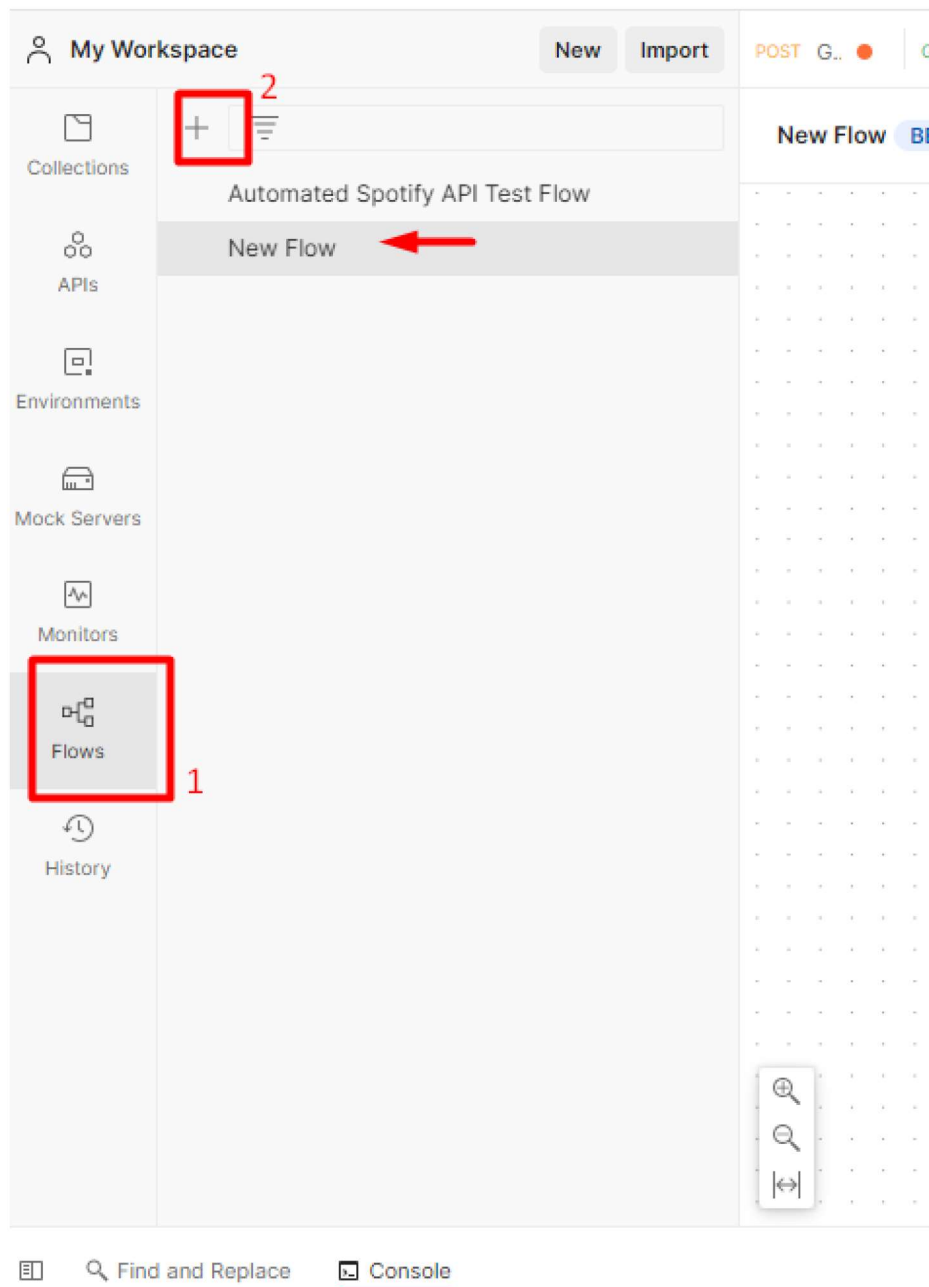 My Workspace
New
Import
POST G..
2
New Flow
Collections
Automated Spotify API Test Flow
New Flow
APIs
Environments
Mock Servers
Monitors
Flows
1
History
Find and Replace
Console